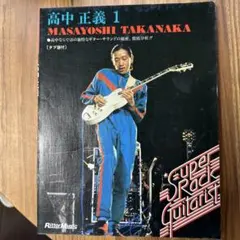 高中 正義 1
MASAYOSHI TAKANAKA
[タブ譜付]
Super
Rock
Guitarist
Rittor Music